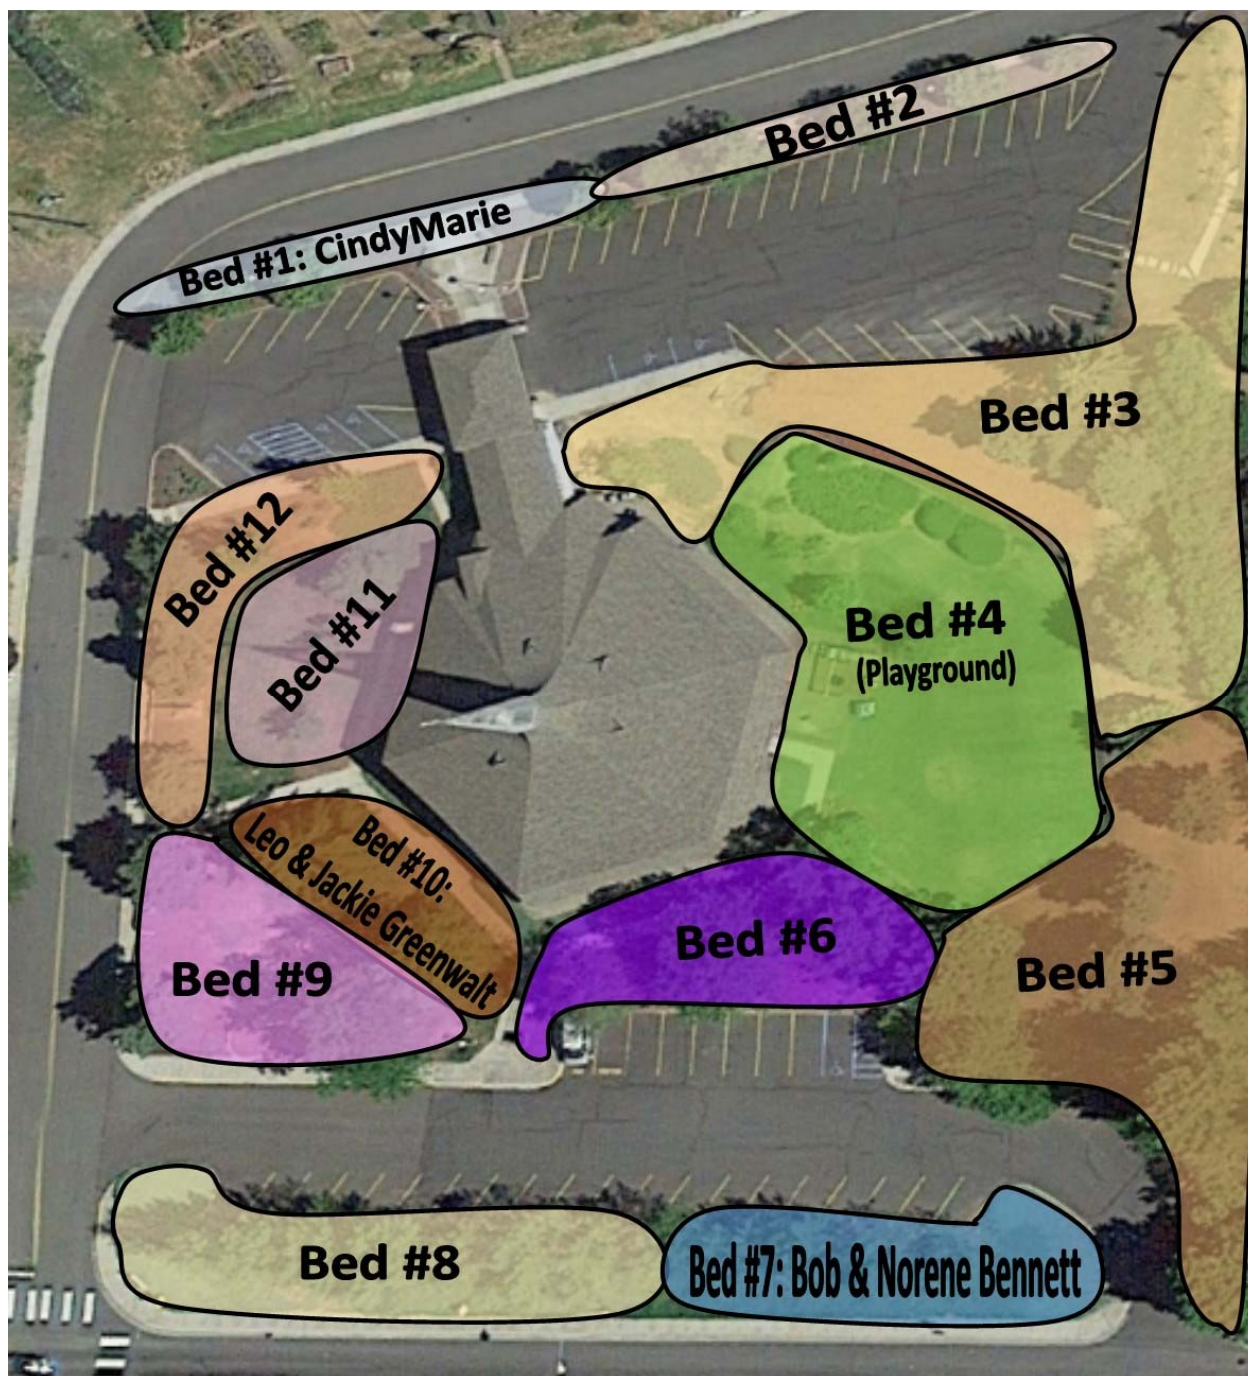 Bed #2
Bed #1: CindyMarie
Bed #3
Bed #12
Bed #11
Bed #4
(Playground)
Bed #10:
Leo & Jackie Greenwalt
Bed #9
Bed #6
Bed #5
Bed #8
Bed #7: Bob & Norene Bennett